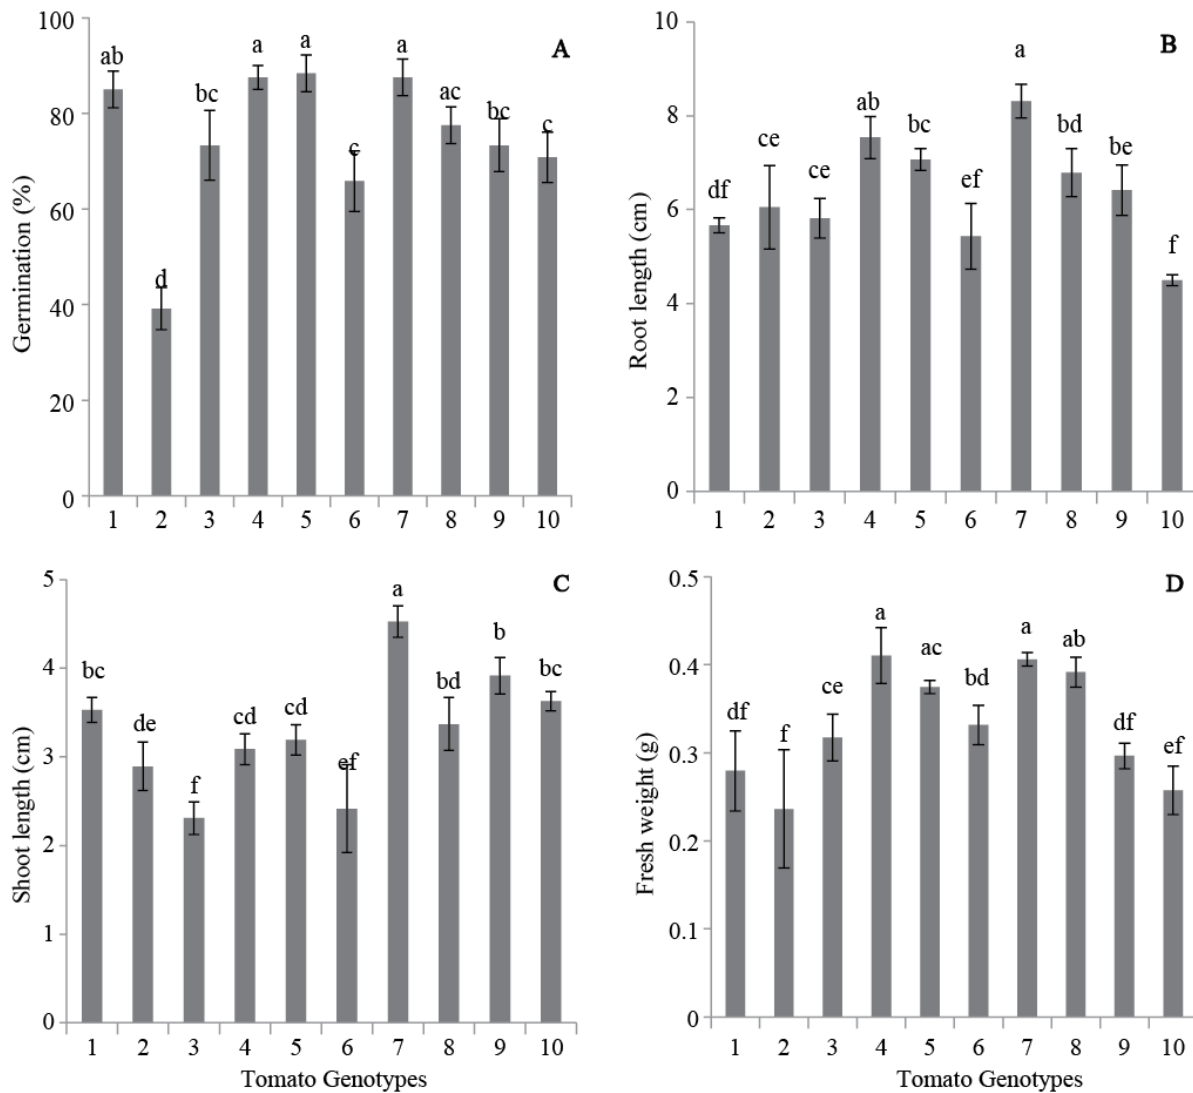 100
80
60
40
20
0
Germination (%)
A
ab
d
bc
a
a
c
a
ac
bc
c
1 2 3 4 5 6 7 8 9 10
10
8
6
4
2
0
Root length (cm)
B
df
ce
ce
ab
bc
ef
a
bd
be
f
1 2 3 4 5 6 7 8 9 10
5
4
3
2
1
0
Shoot length (cm)
C
bc
de
f
cd
cd
ef
a
bd
b
bc
1 2 3 4 5 6 7 8 9 10
Tomato Genotypes
0.5
0.4
0.3
0.2
0.1
0
Fresh weight (g)
D
df
f
ce
a
ac
bd
a
ab
df
ef
1 2 3 4 5 6 7 8 9 10
Tomato Genotypes